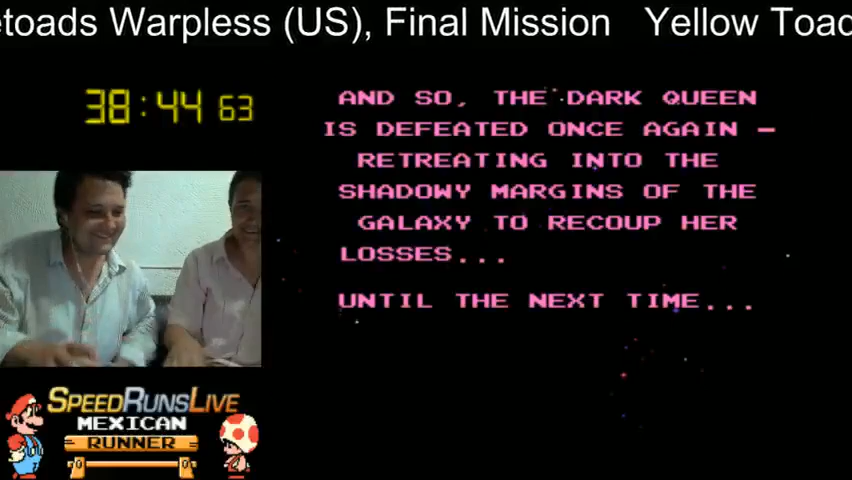 etoads Warpless (US), Final Mission Yellow Toad
38:44 63
AND SO, THE DARK QUEEN
IS DEFEATED ONCE AGAIN –
RETREATING INTO THE
SHADOWY MARGINS OF THE
GALAXY TO RECOUP HER
LOSSES...
UNTIL THE NEXT TIME...
SPEEDRUNSLIVE
MEXICAN
RUNNER